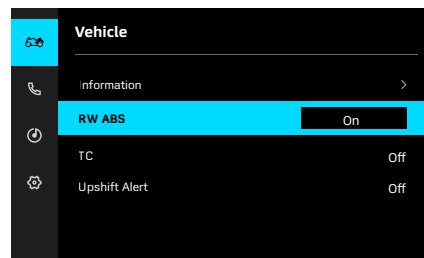 Vehicle
Information
RW ABS On
TC Off
Upshift Alert Off